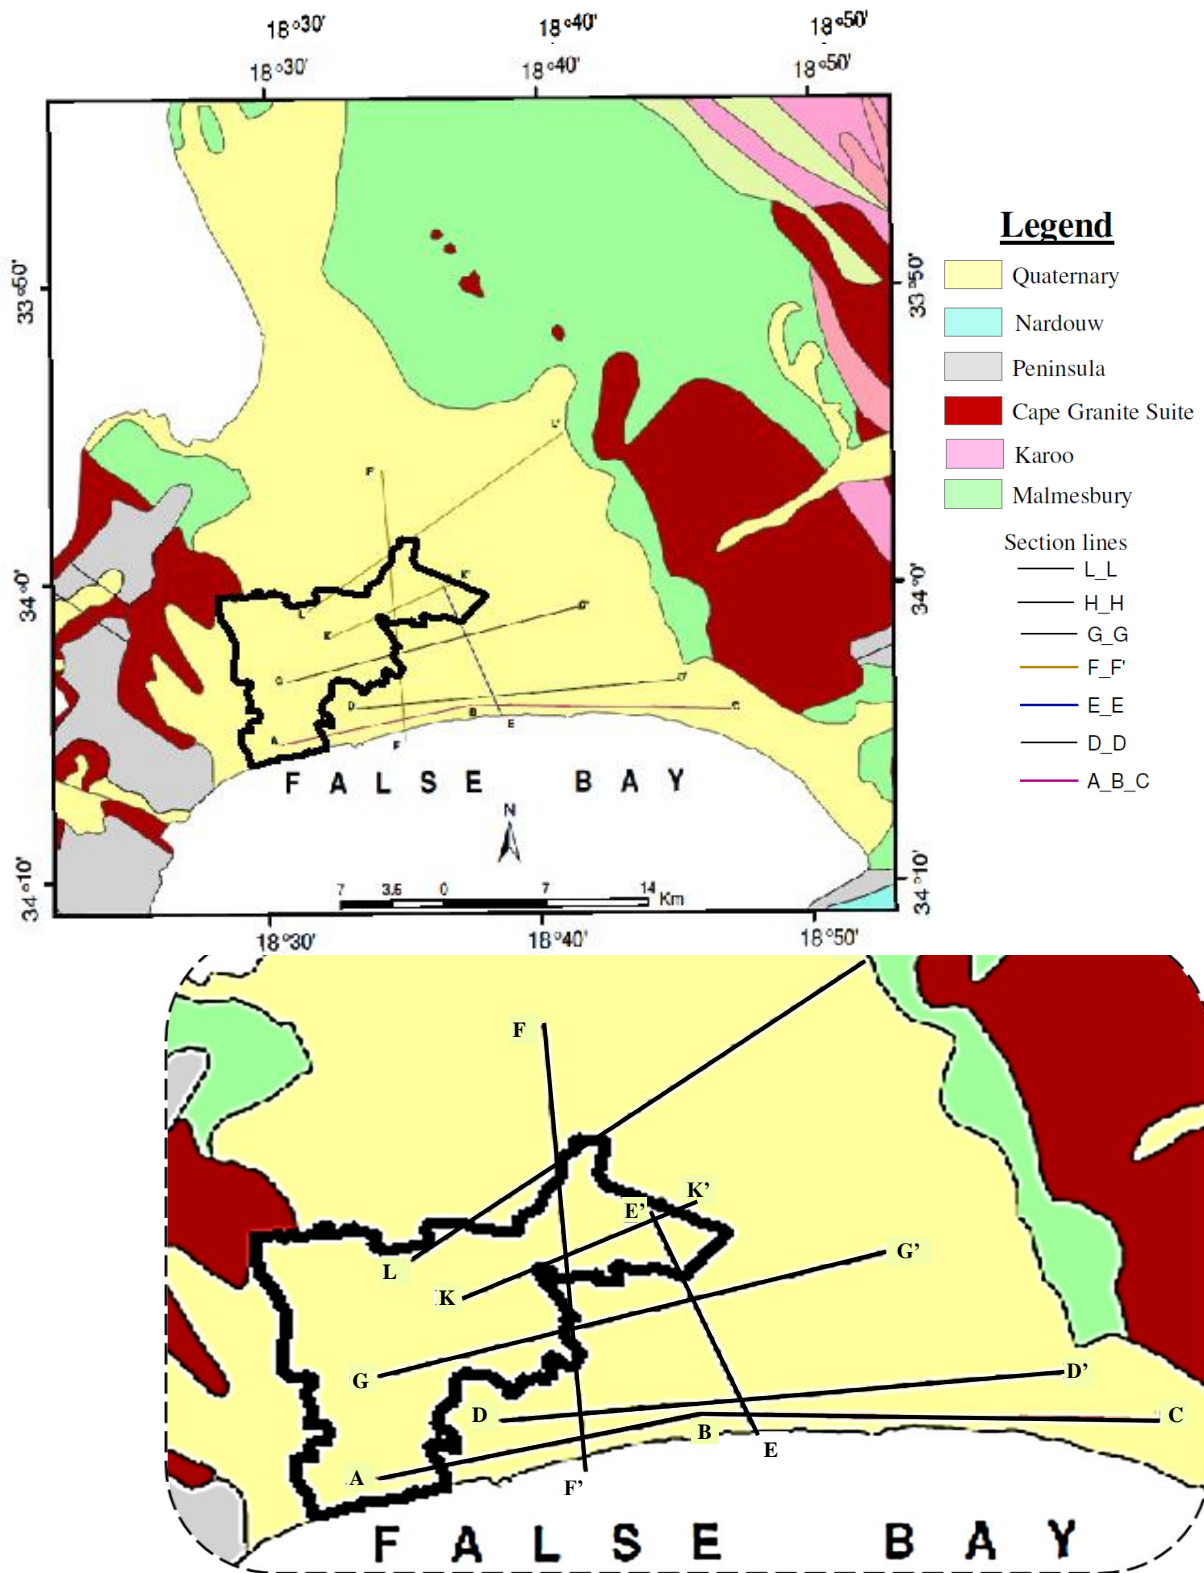 18°30' 18°40' 18°50'
18°30' 18°40' 18°50'
33°50' 33°50'
34°0' 34°0'
34°10' 34°10'
Legend
Quaternary
Nardouw
Peninsula
Cape Granite Suite
Karoo
Malmesbury
Section lines
L_L
H_H
G_G
F_F'
E_E
D_D
A_B_C
L'
F'
K'
G'
L
K
G
D'
D
B
C
E
A
F
F A L S E B A Y
N
7 3.5 0 7 14 Km
18°30' 18°40' 18°50'
F
K'
E'
L
G'
K
G
D'
D
C
B
E
A
F'
F A L S E B A Y